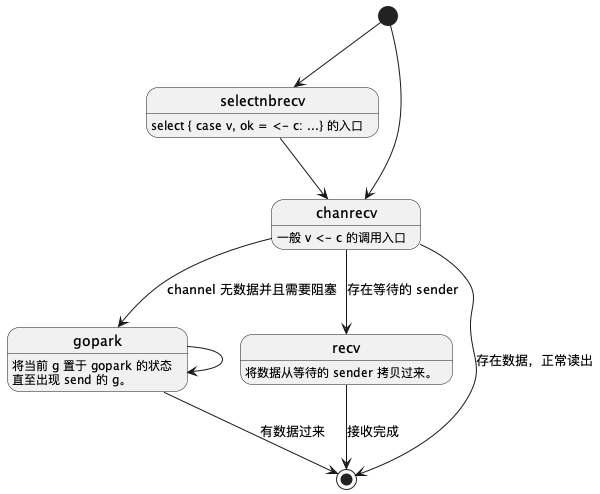 selectnbrecv
select { case v, ok = <- c: ...} 的入口
chanrecv
一般 v <- c 的调用入口
channel 无数据并且需要阻塞
存在等待的 sender
gopark
将当前 g 置于 gopark 的状态
直至出现 send 的 g。
recv
将数据从等待的 sender 拷贝过来。
存在数据，正常读出
有数据过来
接收完成